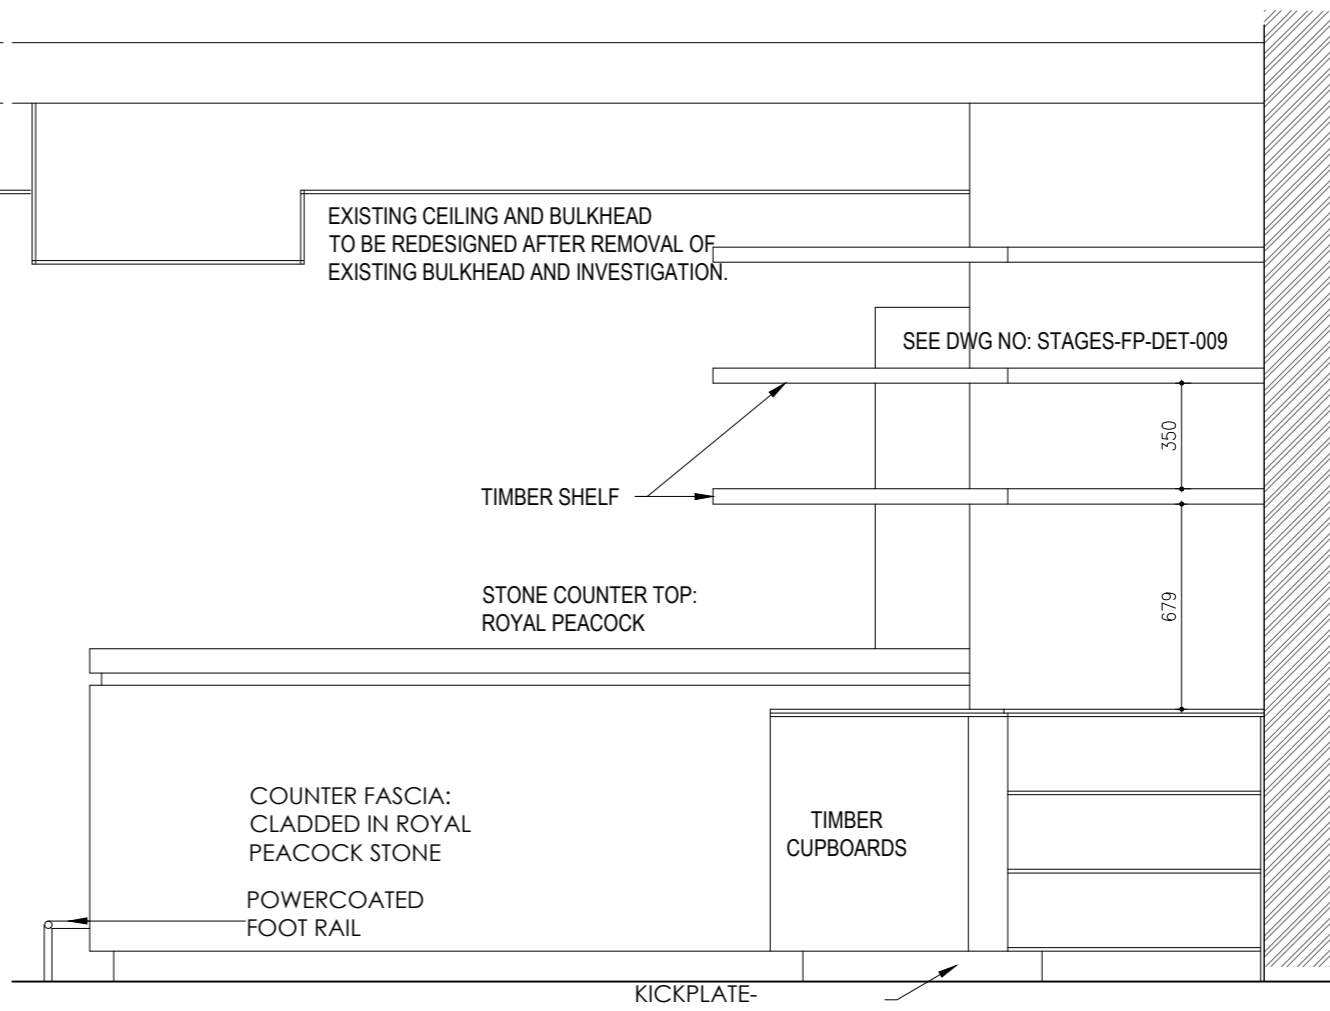 EXISTING CEILING AND BULKHEAD
TO BE REDESIGNED AFTER REMOVAL OF
EXISTING BULKHEAD AND INVESTIGATION.
SEE DWG NO: STAGES-FP-DET-009
350
TIMBER SHELF
679
STONE COUNTER TOP:
ROYAL PEACOCK
COUNTER FASCIA:
CLADDED IN ROYAL
PEACOCK STONE
TIMBER
CUPBOARDS
POWERCOATED
FOOT RAIL
KICKPLATE-